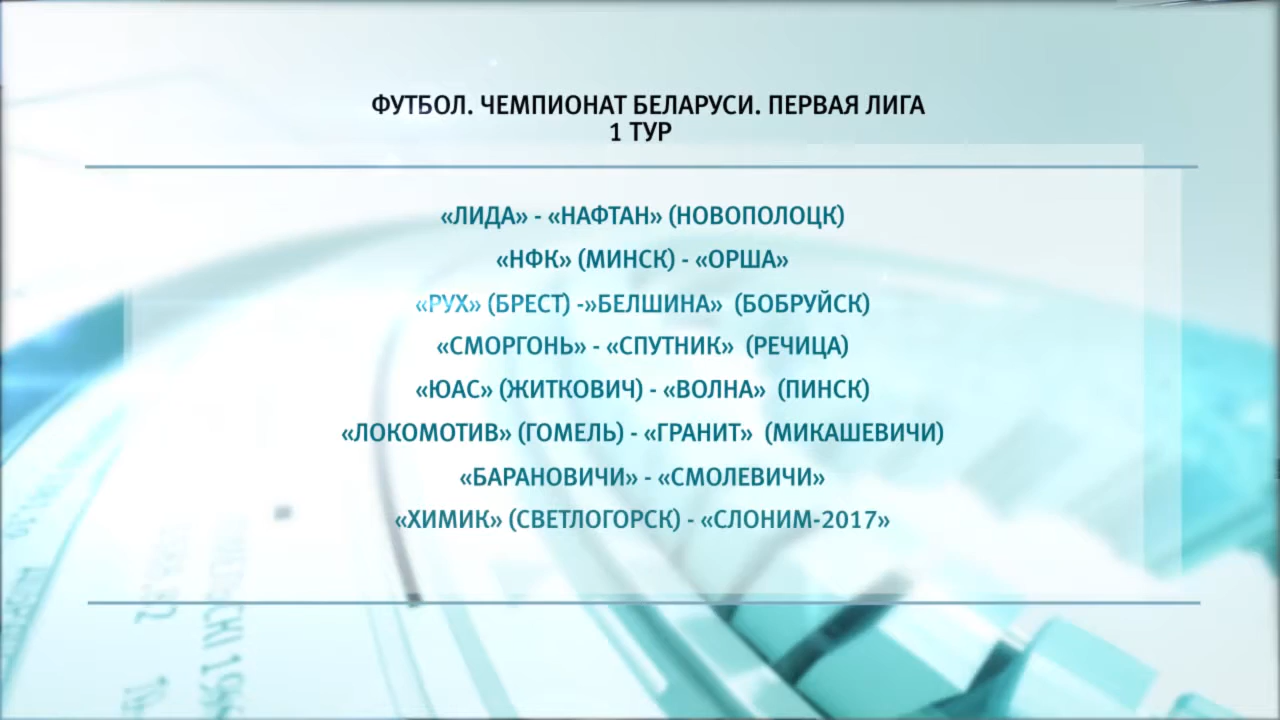 ФУТБОЛ. ЧЕМПИОНАТ БЕЛАРУСИ. ПЕРВАЯ ЛИГА
1 ТУР
«ЛИДА» - «НАФТАН» (НОВОПОЛОЦК)
«НФК» (МИНСК) - «ОРША»
«РУХ» (БРЕСТ) -»БЕЛШИНА» (БОБРУЙСК)
«СМОРГОНЬ» - «СПУТНИК» (РЕЧИЦА)
«ЮАС» (ЖИТКОВИЧ) - «ВОЛНА» (ПИНСК)
«ЛОКОМОТИВ» (ГОМЕЛЬ) - «ГРАНИТ» (МИКАШЕВИЧИ)
«БАРАНОВИЧИ» - «СМОЛЕВИЧИ»
«ХИМИК» (СВЕТЛОГОРСК) - «СЛОНИМ-2017»